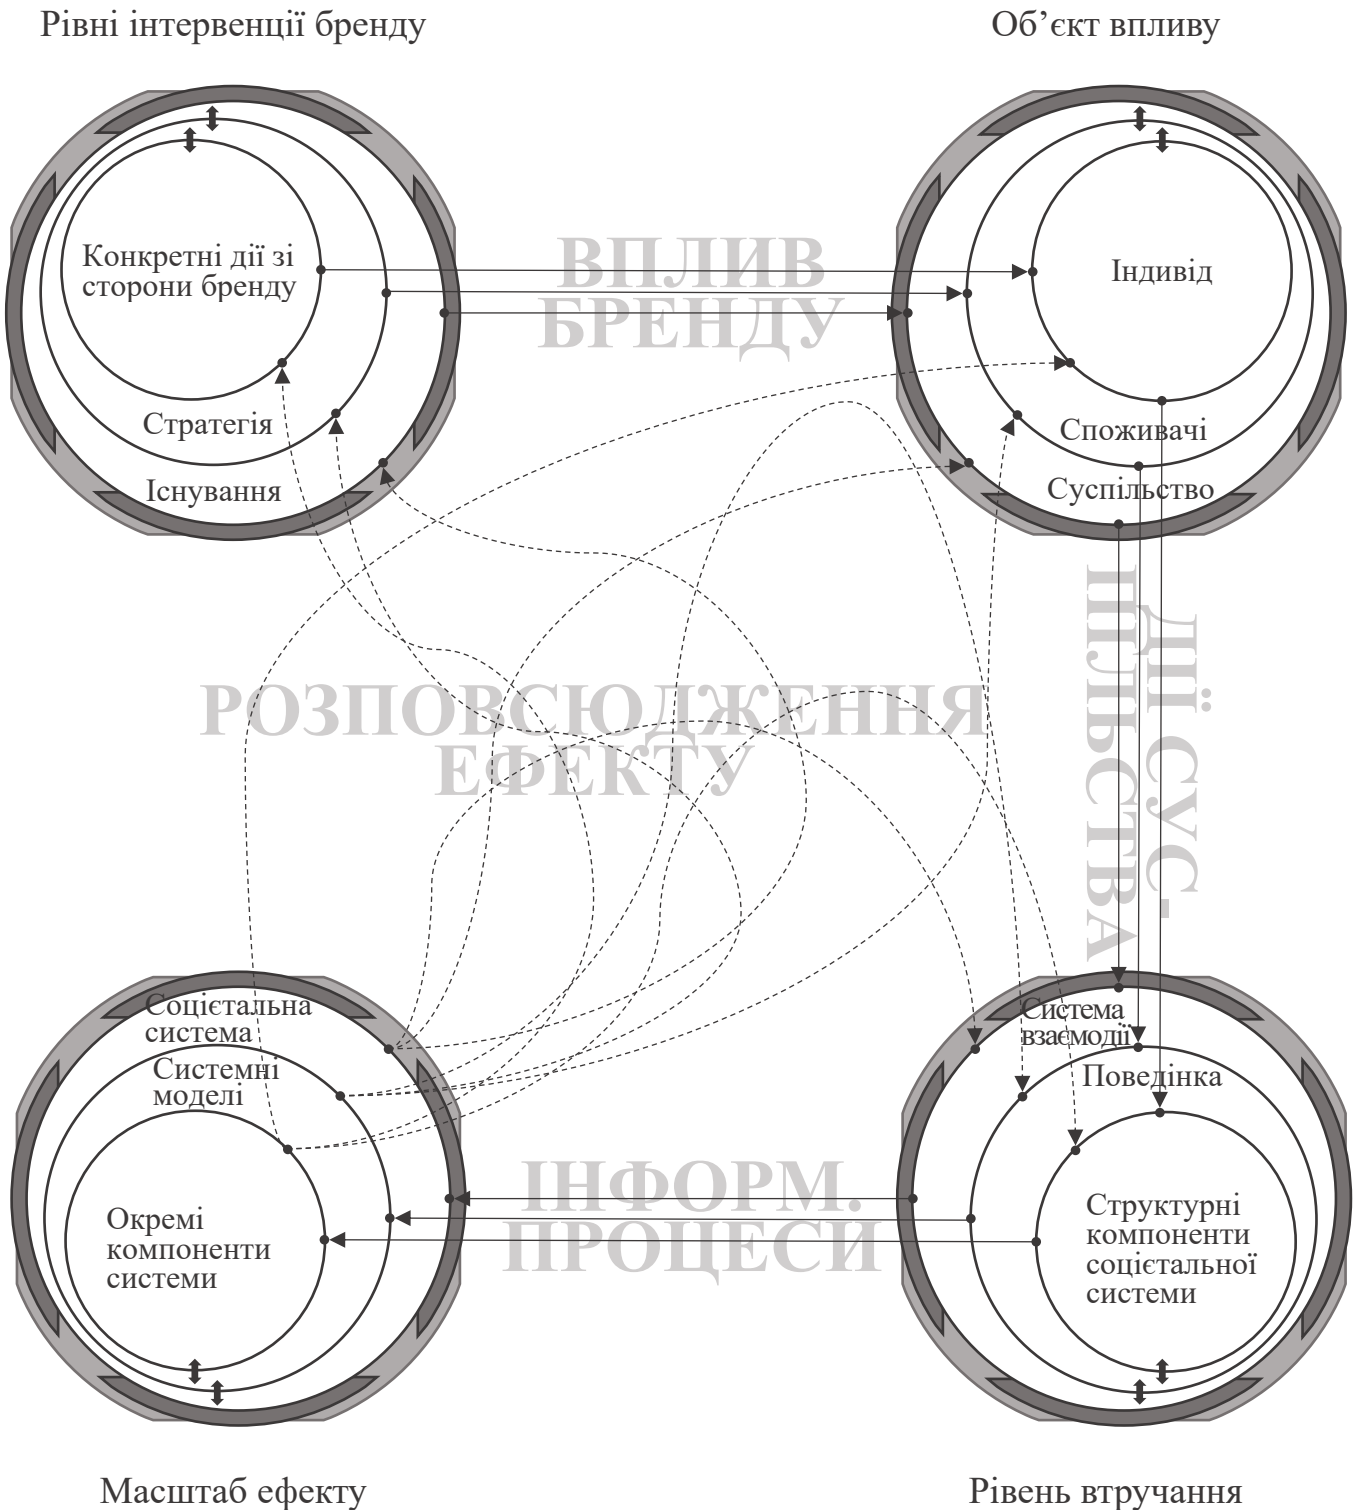 Рівні інтервенції бренду
Об’єкт впливу
Конкретні дії зі
сторони бренду
Стратегія
Існування
ВПЛИВ
БРЕНДУ
Індивід
Споживачі
Суспільство
РОЗПОВСЮДЖЕННЯ
ЕФЕКТУ
ДІЇ СУС-
ПІЛЬСТВА
Соцієтальна
система
Системні
моделі
Окремі
компоненти
системи
ІНФОРМ.
ПРОЦЕСИ
Система
взаємодії
Поведінка
Структурні
компоненти
соцієтальної
системи
Масштаб ефекту
Рівень втручання